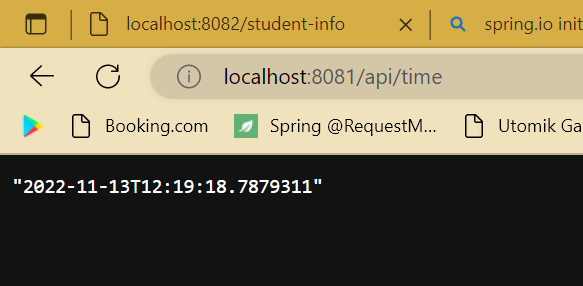 localhost:8082/student-info
spring.io init
localhost:8081/api/time
Booking.com
Spring @RequestM...
Utomik Ga
"2022-11-13T12:19:18.7879311"